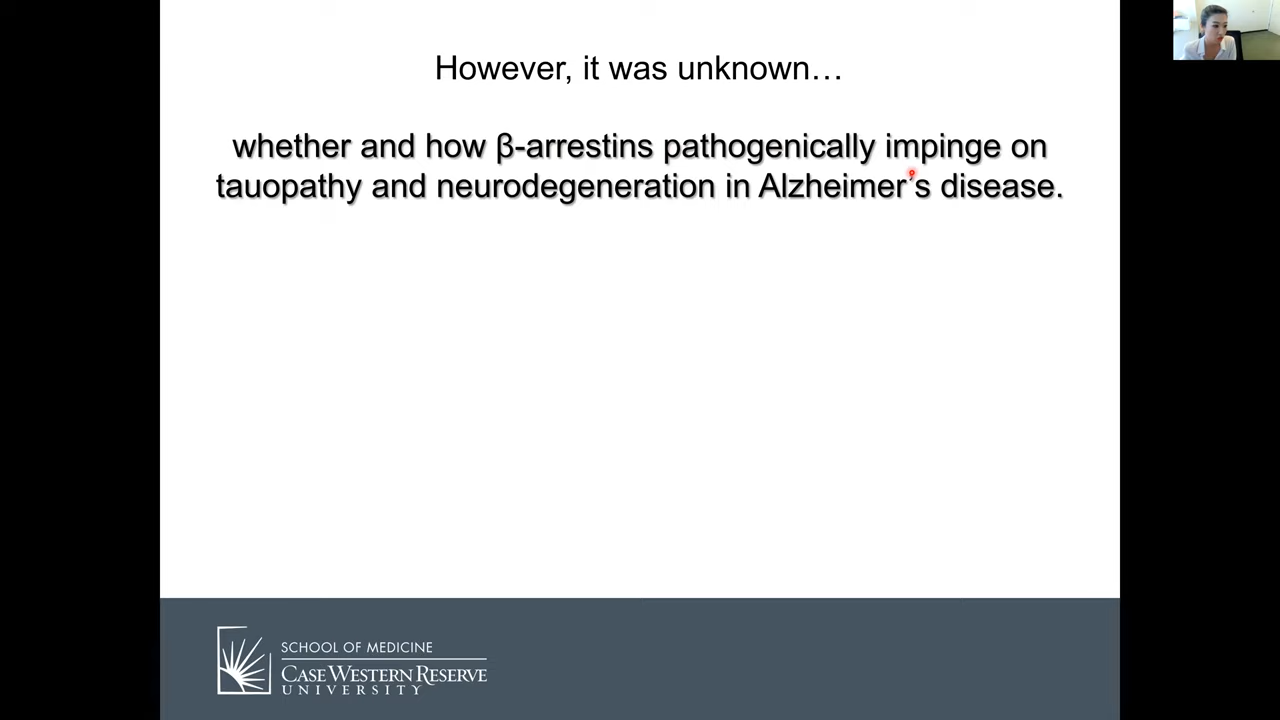 However, it was unknown…
whether and how β-arrestins pathogenically impinge on
tauopathy and neurodegeneration in Alzheimer’s disease.
SCHOOL OF MEDICINE
CASE WESTERN RESERVE
UNIVERSITY